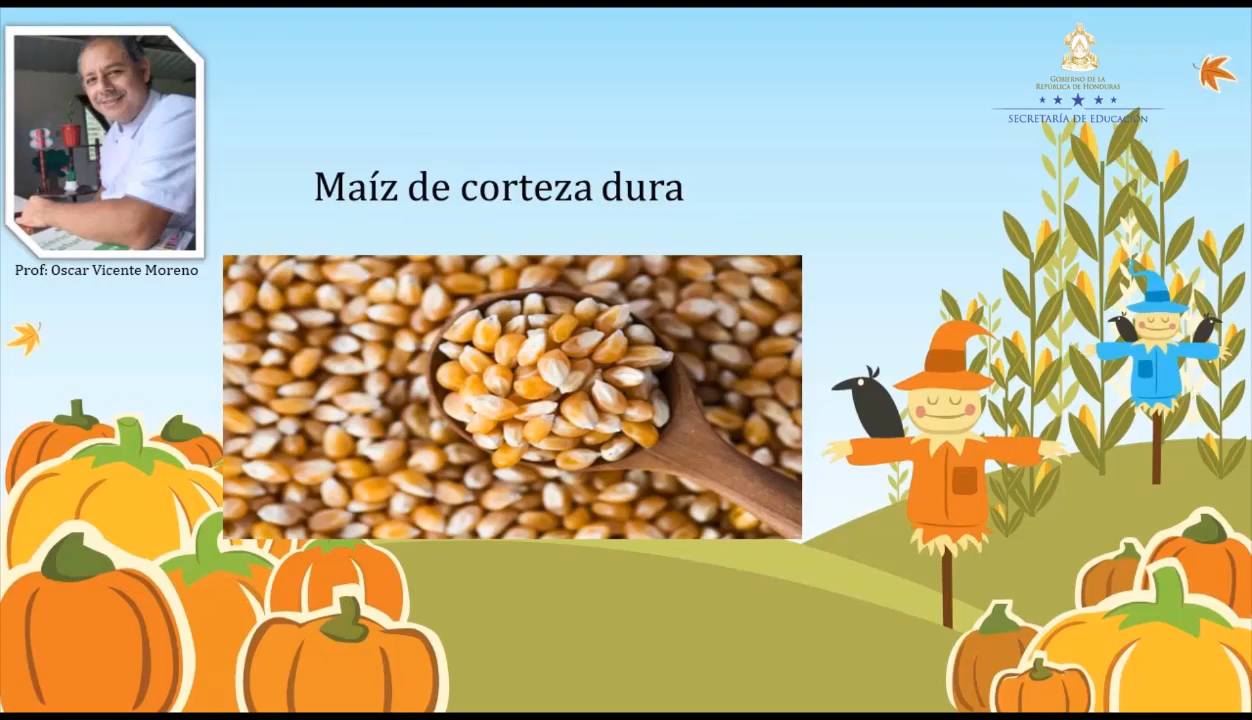 GOBIERNO DE LA
REPÚBLICA DE HONDURAS
SECRETARÍA DE EDUCACIÓN
Maíz de corteza dura
Prof: Oscar Vicente Moreno